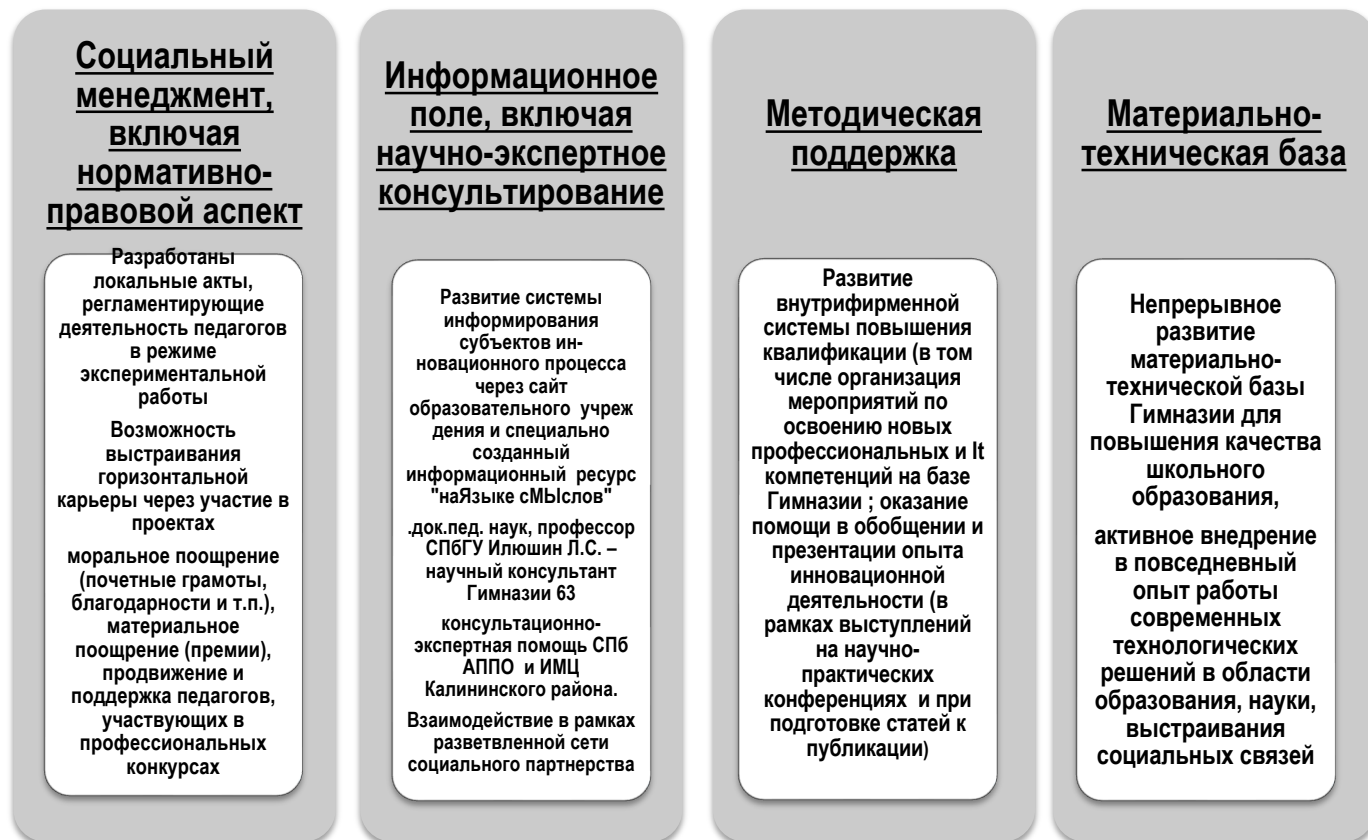 Социальный
менеджмент,
включая
нормативно-
правовой аспект
Разработаны
локальные акты,
регламентирующие
деятельность педагогов
в режиме
экспериментальной
работы
Возможность
выстраивания
горизонтальной
карьеры через участие в
проектах
моральное поощрение
(почетные грамоты,
благодарности и т.п.),
материальное
поощрение (премии),
продвижение и
поддержка педагогов,
участвующих в
профессиональных
конкурсах
Информационное
поле, включая
научно-экспертное
консультирование
Развитие системы
информирования
субъектов ин-
новационного процесса
через сайт
образовательного учреж
дения и специально
созданный
информационный ресурс
"наЯзыке сМЫслов"
.док.пед. наук, профессор
СПбГУ Илюшин Л.С. –
научный консультант
Гимназии 63
консультационно-
экспертная помощь СПб
АППО и ИМЦ
Калининского района.
Взаимодействие в рамках
разветвленной сети
социального партнерства
Методическая
поддержка
Развитие
внутрифирменной
системы повышения
квалификации (в том
числе организация
мероприятий по
освоению новых
профессиональных и It
компетенций на базе
Гимназии ; оказание
помощи в обобщении и
презентации опыта
инновационной
деятельности (в
рамках выступлений
на научно-
практических
конференциях и при
подготовке статей к
публикации)
Материально-
техническая база
Непрерывное
развитие
материально-
технической базы
Гимназии для
повышения качества
школьного
образования,
активное внедрение
в повседневный
опыт работы
современных
технологических
решений в области
образования, науки,
выстраивания
социальных связей